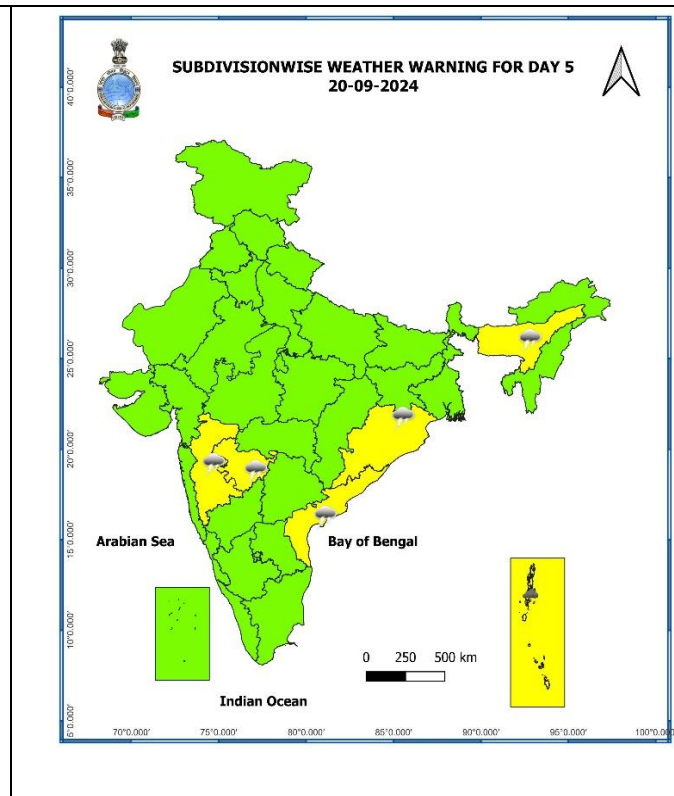 SUBDIVISIONWISE WEATHER WARNING FOR DAY 5
20-09-2024
40°0.000'
35°0.000'
30°0.000'
25°0.000'
20°0.000'
15°0.000'
10°0.000'
6°0.000'
Arabian Sea
Bay of Bengal
0 250 500 km
Indian Ocean
70°0.000' 75°0.000' 80°0.000' 85°0.000' 90°0.000' 95°0.000' 100°0.000'